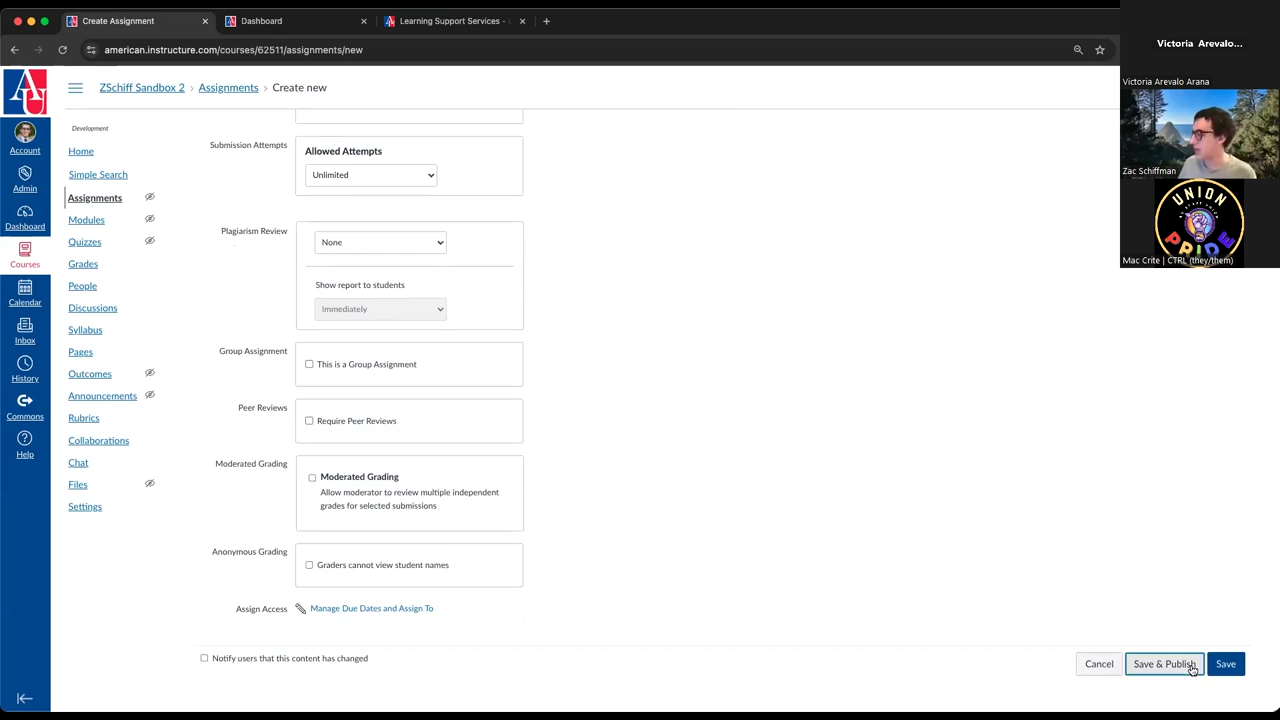 Create Assignment
Dashboard
Learning Support Services -
american.instructure.com/courses/62511/assignments/new
Victoria Arevalo...
Victoria Arevalo Arana
Zac Schiffman
UNION
PRIDE
Mac Crite | CTRL (they/them)
AU
Account
Admin
Dashboard
Courses
Calendar
Inbox
History
Commons
Help
ZSchiff Sandbox 2 › Assignments › Create new
Development
Home
Simple Search
Assignments
Modules
Quizzes
Grades
People
Discussions
Syllabus
Pages
Outcomes
Announcements
Rubrics
Collaborations
Chat
Files
Settings
Submission Attempts
Allowed Attempts
Unlimited
Plagiarism Review
None
Show report to students
Immediately
Group Assignment
This is a Group Assignment
Peer Reviews
Require Peer Reviews
Moderated Grading
Moderated Grading
Allow moderator to review multiple independent
grades for selected submissions
Anonymous Grading
Graders cannot view student names
Assign Access
Manage Due Dates and Assign To
Notify users that this content has changed
Cancel
Save & Publish
Save